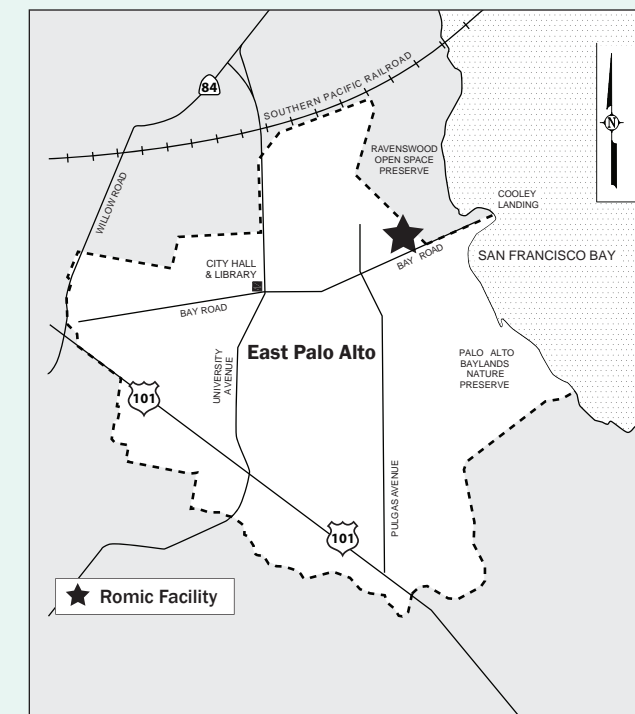 84
SOUTHERN PACIFIC RAILROAD
RAVENSWOOD
OPEN SPACE
PRESERVE
N
WILLOW ROAD
COOLEY
LANDING
CITY HALL
& LIBRARY
BAY ROAD
SAN FRANCISCO BAY
BAY ROAD
East Palo Alto
UNIVERSITY
AVENUE
PALO ALTO
BAYLANDS
NATURE
PRESERVE
101
PULGAS AVENUE
101
Romic Facility